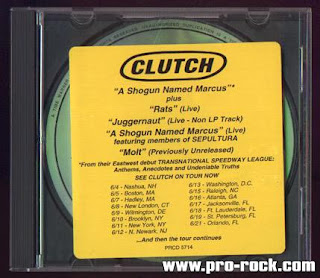 CLUTCH
"A Shogun Named Marcus"*
plus
"Rats" (Live)
"Juggernaut" (Live - Non LP Track)
"A Shogun Named Marcus" (Live)
featuring members of SEPULTURA
"Molt" (Previously Unreleased)
*From their Eastwest debut TRANSNATIONAL SPEEDWAY LEAGUE:
Anthems, Anecdotes and Undeniable Truths
SEE CLUTCH ON TOUR NOW
6/4 - Nashua, NH
6/5 - Boston, MA
6/7 - Hadley, MA
6/8 - New London, CT
6/9 - Wilmington, DE
6/10 - Brooklyn, NY
6/11 - New York, NY
6/12 - N. Newark, NJ
6/13 - Washington, D.C.
6/15 - Raleigh, NC
6/16 - Atlanta, GA
6/17 - Jacksonville, FL
6/18 - Ft. Lauderdale, FL
6/19 - St. Petersburg, FL
6/21 - Orlando, FL
...And then the tour continues
PRCD 5714
www.pro-rock.com